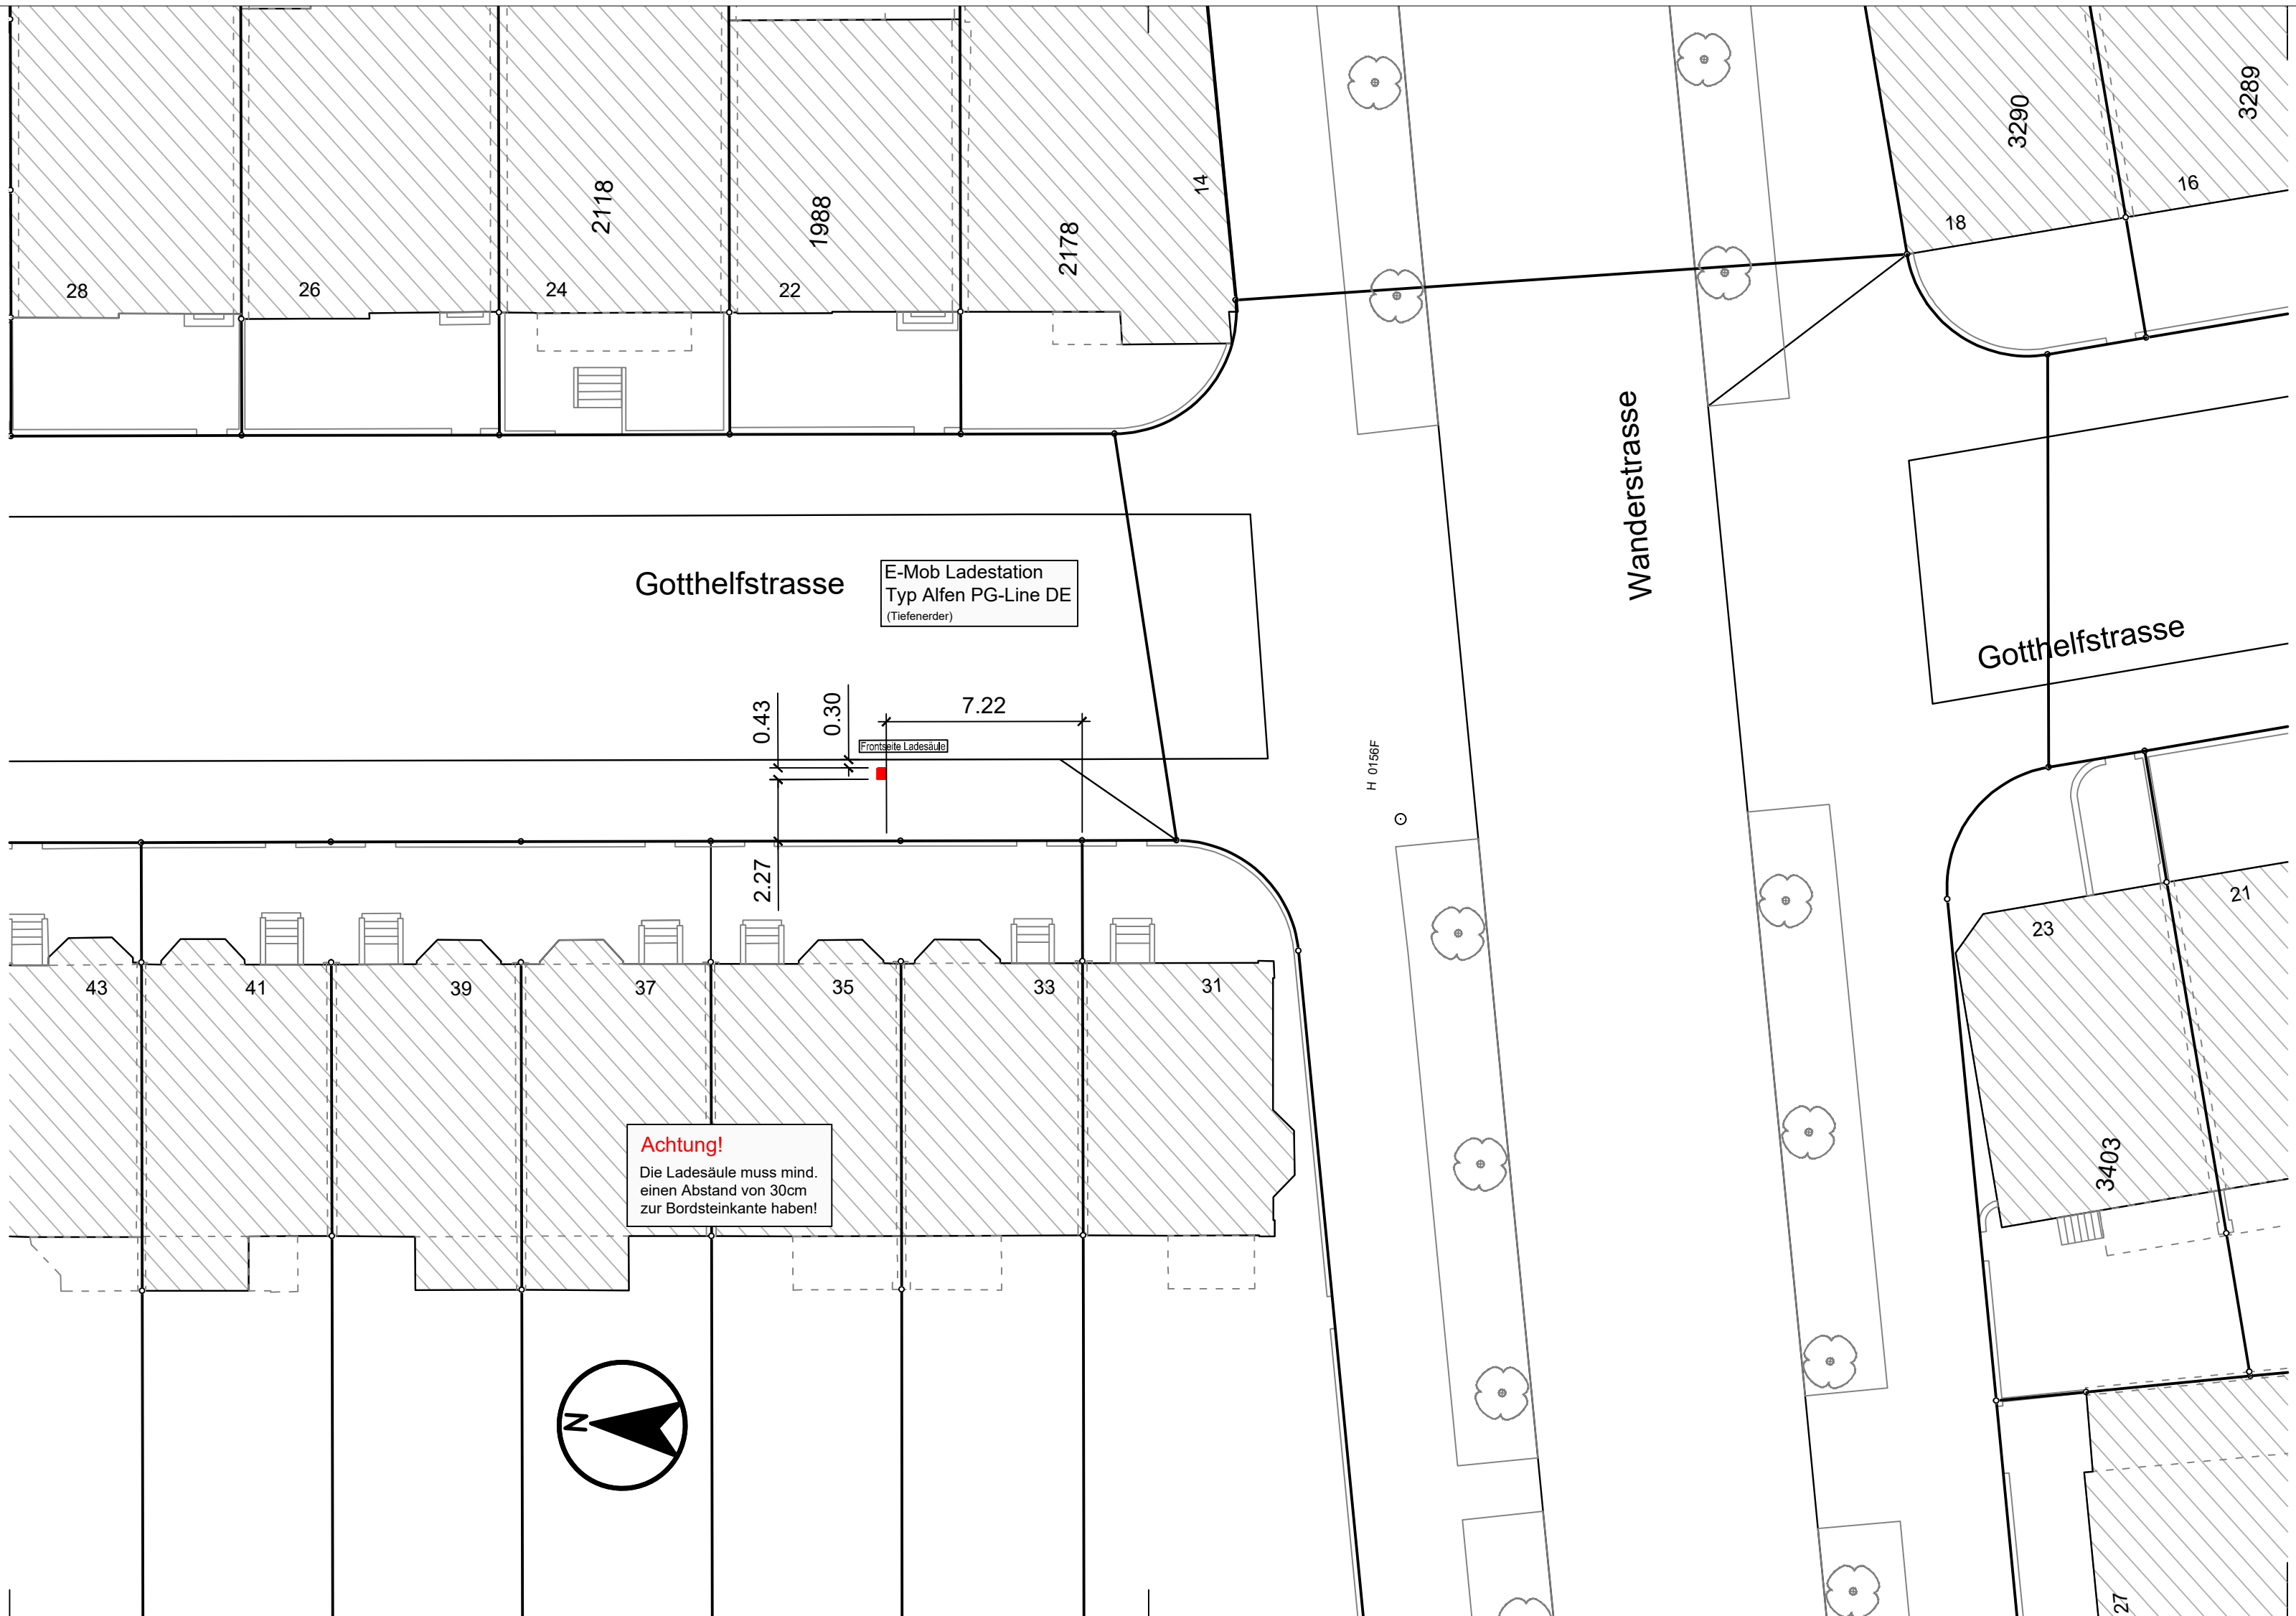 3290
3289
2118
1988
2178
14
16
18
28
26
24
22
Wanderstrasse
Gotthelfstrasse
E-Mob Ladestation
Typ Alfen PG-Line DE
(Tiefenerder)
Gotthelfstrasse
0.43
0.30
7.22
Frontseite Ladesäule
H 0156F
2.27
21
23
43
41
39
37
35
33
31
Achtung!
Die Ladesäule muss mind.
einen Abstand von 30cm
zur Bordsteinkante haben!
3403
N
27